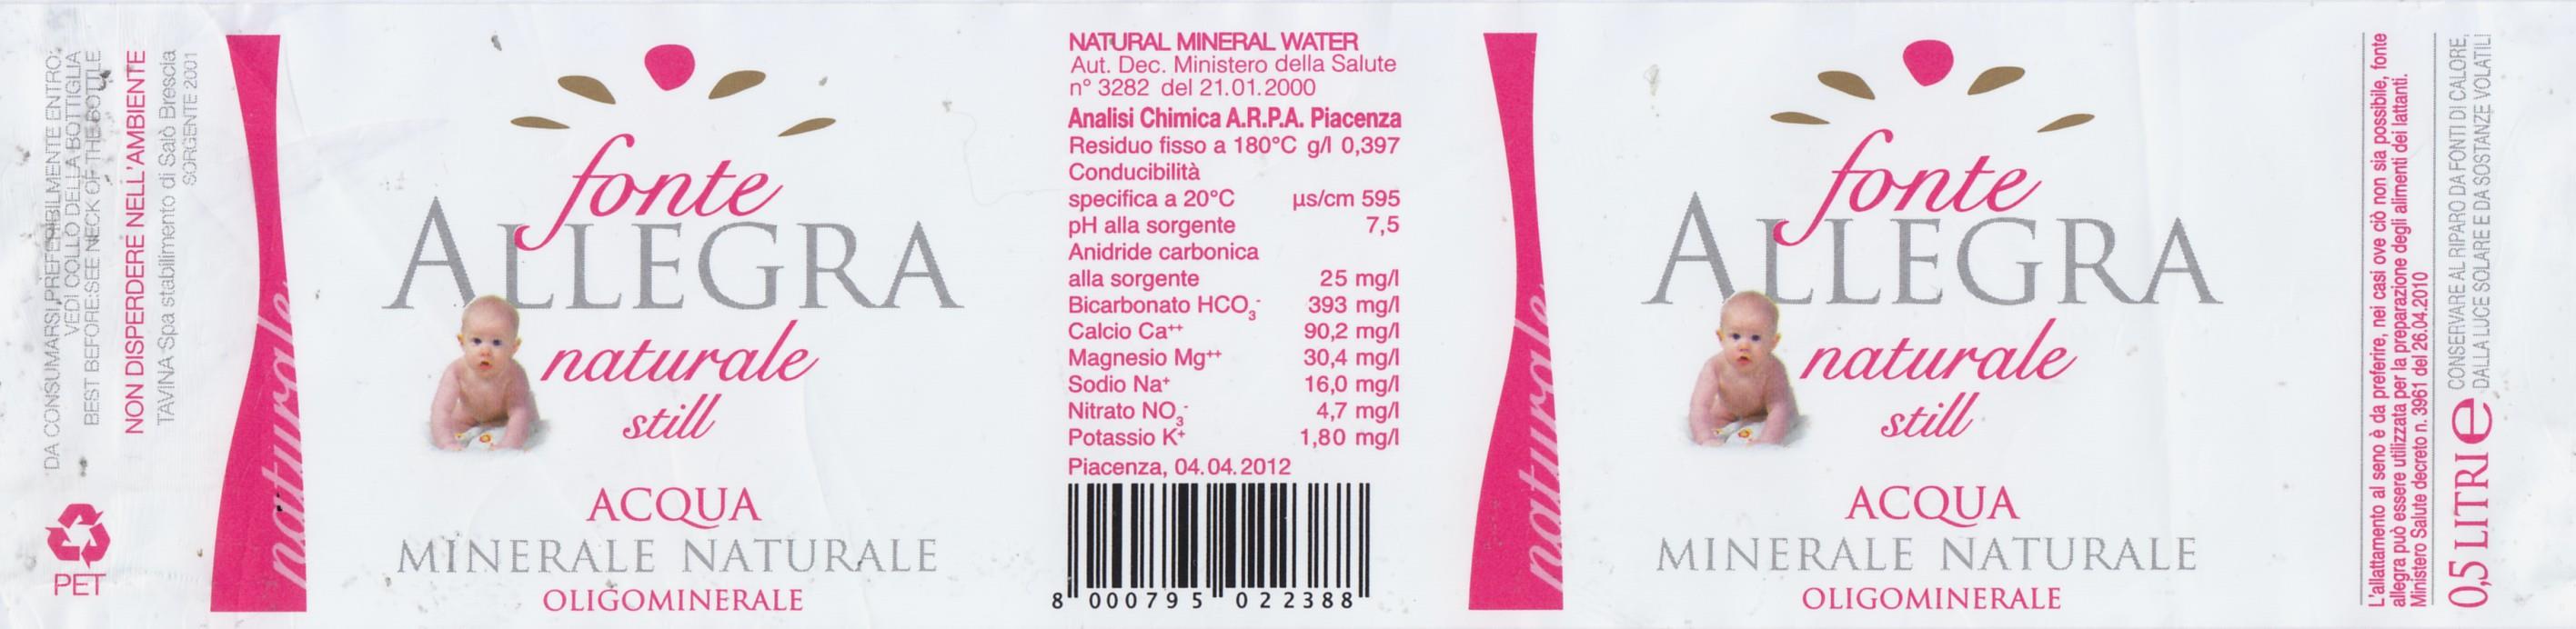 DA CONSUMARSI PREFERIBILMENTE ENTRO:
VEDI COLLO DELLA BOTTIGLIA
BEST BEFORE:SEE NECK OF THE BOTTLE
NON DISPERDERE NELL'AMBIENTE
TAVINA Spa stabilimento di Salò Brescia
SORGENTE 2001
PET
naturale
fonte
ALLEGRA
naturale
still
ACQUA
MINERALE NATURALE
OLIGOMINERALE
NATURAL MINERAL WATER
Aut. Dec. Ministero della Salute
n° 3282 del 21.01.2000
Analisi Chimica A.R.P.A. Piacenza
Residuo fisso a 180°C g/l 0,397
Conducibilità
specifica a 20°C µs/cm 595
pH alla sorgente 7,5
Anidride carbonica
alla sorgente 25 mg/l
Bicarbonato HCO₃⁻ 393 mg/l
Calcio Ca⁺⁺ 90,2 mg/l
Magnesio Mg⁺⁺ 30,4 mg/l
Sodio Na⁺ 16,0 mg/l
Nitrato NO₃⁻ 4,7 mg/l
Potassio K⁺ 1,80 mg/l
Piacenza, 04.04.2012
8 000795 022388
naturale
fonte
ALLEGRA
naturale
still
ACQUA
MINERALE NATURALE
OLIGOMINERALE
L'allattamento al seno è da preferire, nei casi ove ciò non sia possibile, fonte
allegra può essere utilizzata per la preparazione degli alimenti dei lattanti.
Ministero Salute decreto n. 3961 del 26.04.2010
0,5 LITRI e
CONSERVARE AL RIPARO DA FONTI DI CALORE,
DALLA LUCE SOLARE E DA SOSTANZE VOLATILI